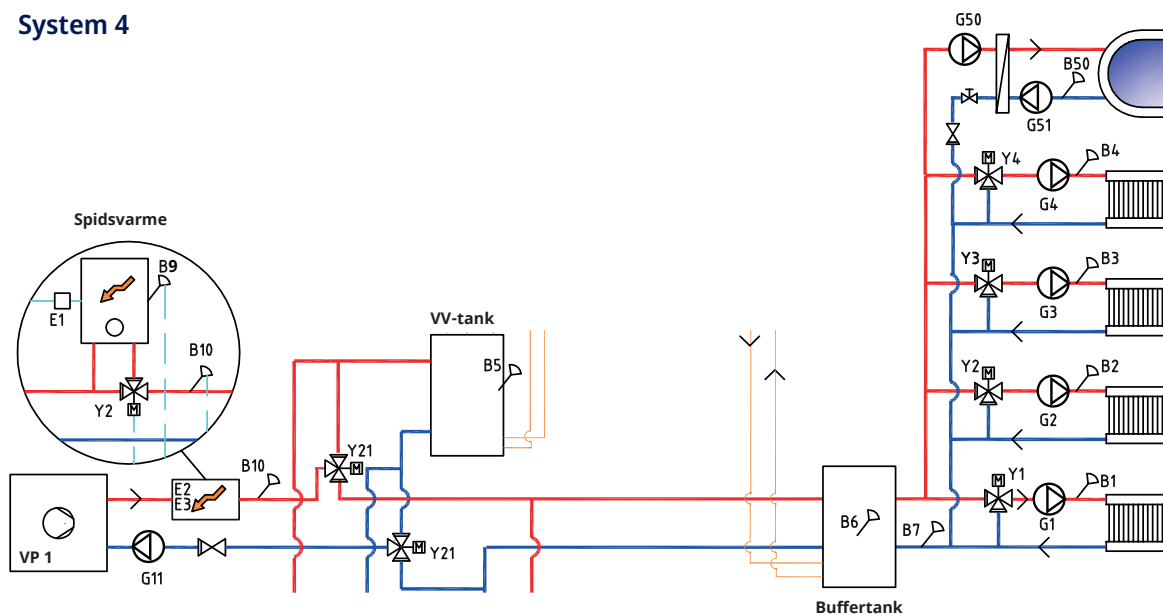 System 4
G50
B50
G51
Y4
B4
G4
Spidsvarme
B9
E1
B10
Y2
M
Y3
M
B3
G3
VV-tank
B5
Y2
M
B2
G2
Y21
M
B10
E2
E3
Y1
M
B1
G1
B6
B7
VP 1
G11
M
Y21
M
Buffertank